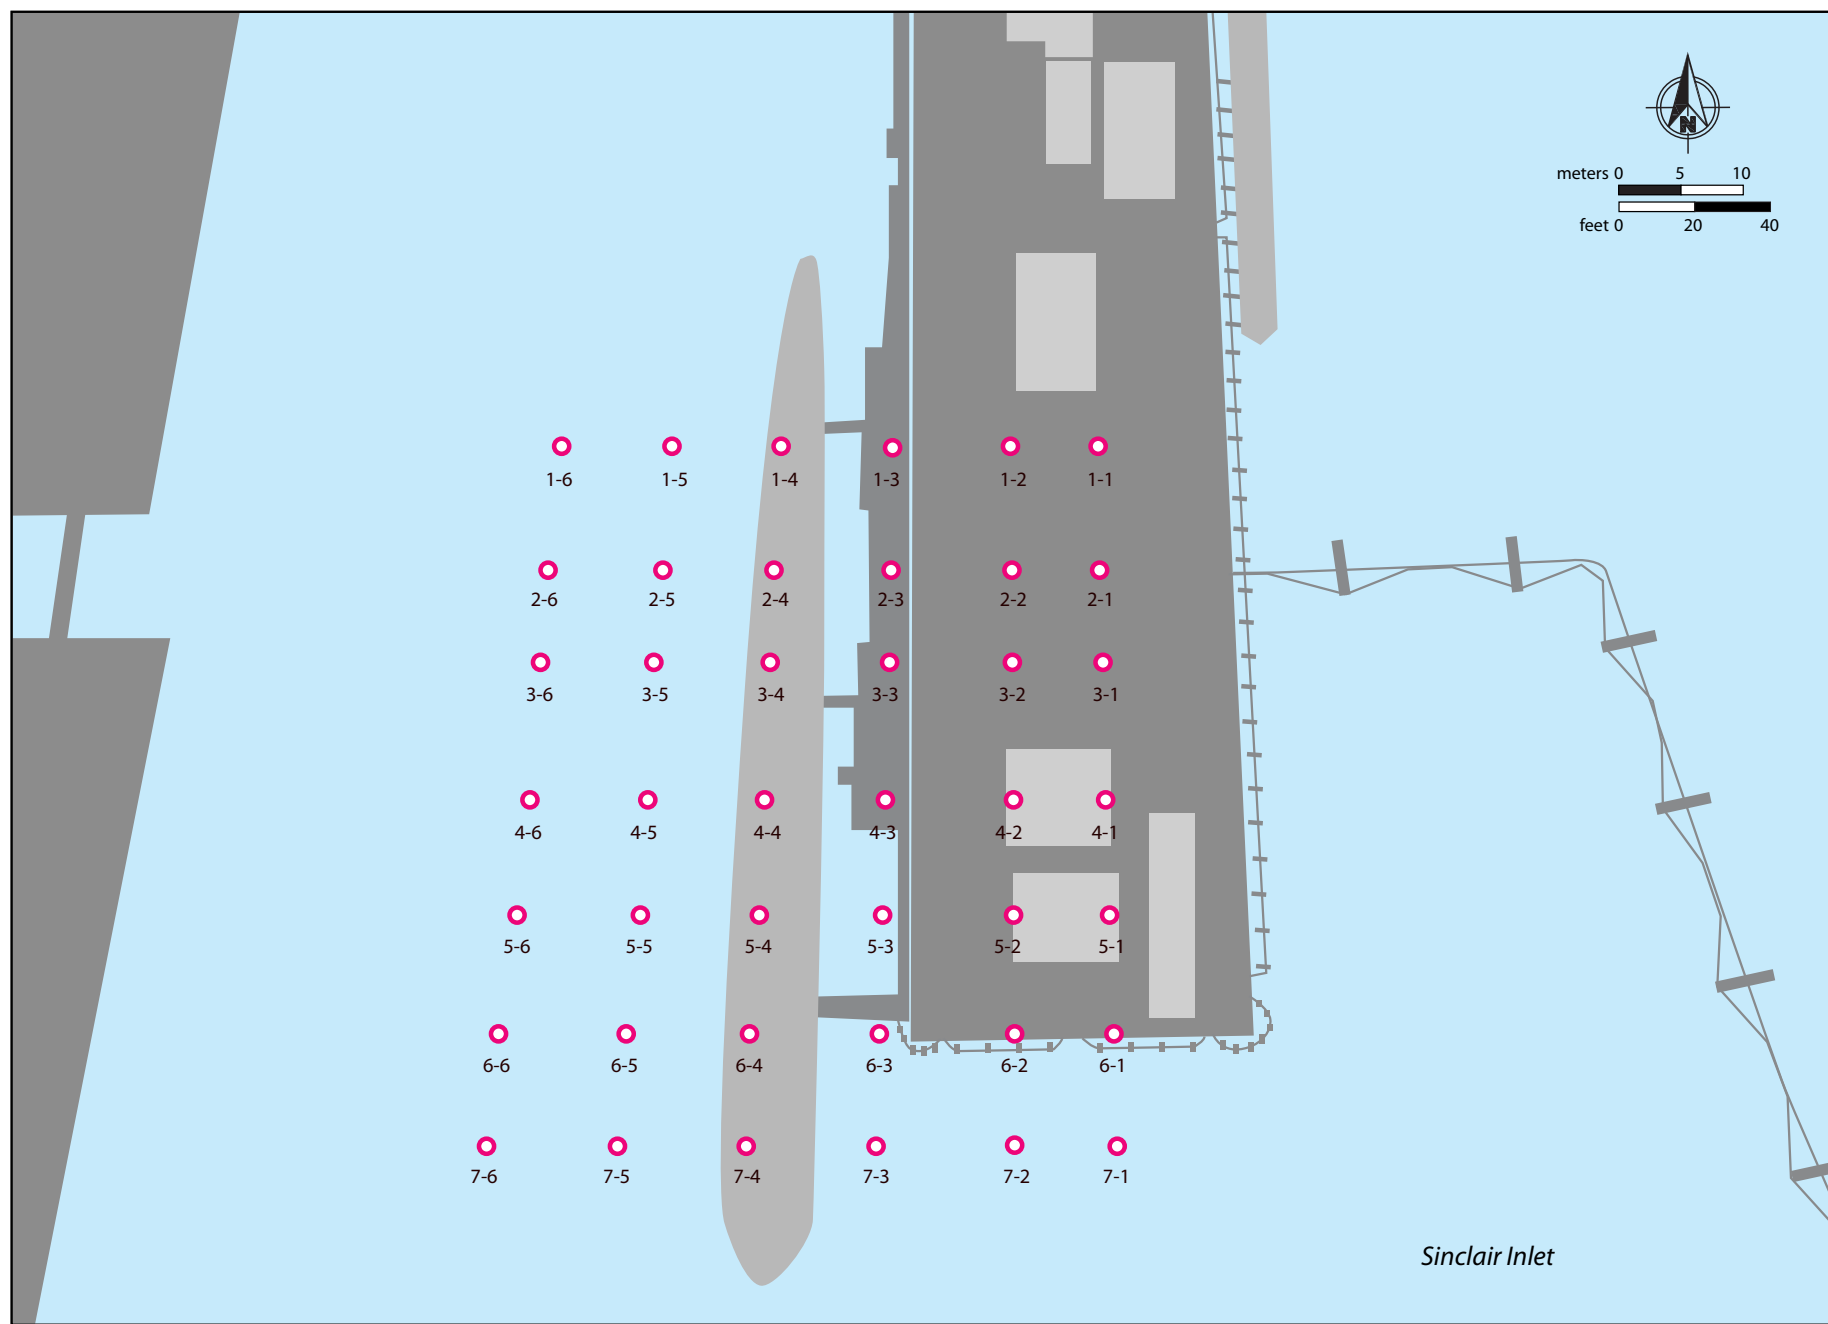 N
meters 0 5 10
feet 0 20 40
1-6 1-5 1-4 1-3 1-2 1-1
2-6 2-5 2-4 2-3 2-2 2-1
3-6 3-5 3-4 3-3 3-2 3-1
4-6 4-5 4-4 4-3 4-2 4-1
5-6 5-5 5-4 5-3 5-2 5-1
6-6 6-5 6-4 6-3 6-2 6-1
7-6 7-5 7-4 7-3 7-2 7-1
Sinclair Inlet